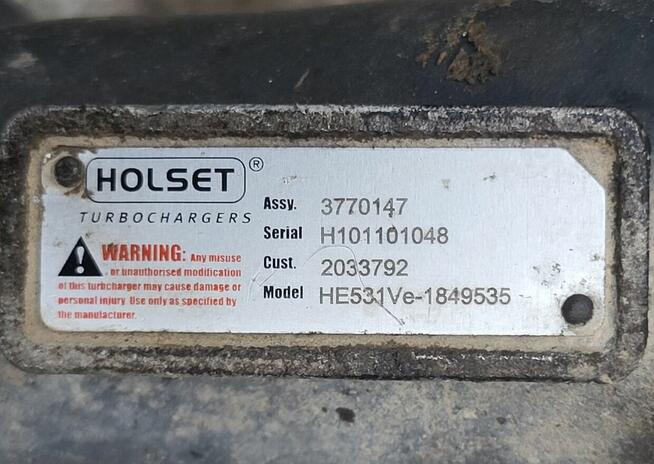 HOLSET®
TURBOCHARGERS
WARNING: Any misuse
or unauthorised modification
of this turbcharger may cause damage or
personal injury. Use only as specified by
the manufacturer.
Assy. 3770147
Serial H101101048
Cust. 2033792
Model HE531Ve-1849535